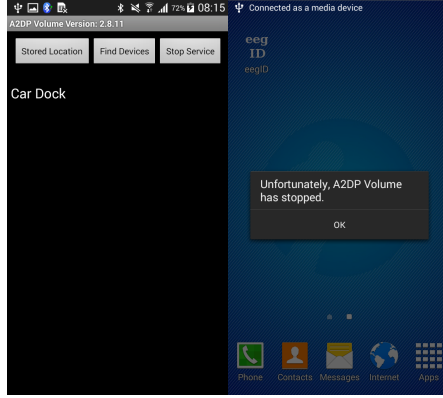 72% 08:15
A2DP Volume Version: 2.8.11
Stored Location Find Devices Stop Service
Car Dock
Connected as a media device
eeg
ID
eegID
Unfortunately, A2DP Volume
has stopped.
OK
Phone Contacts Messages Internet Apps